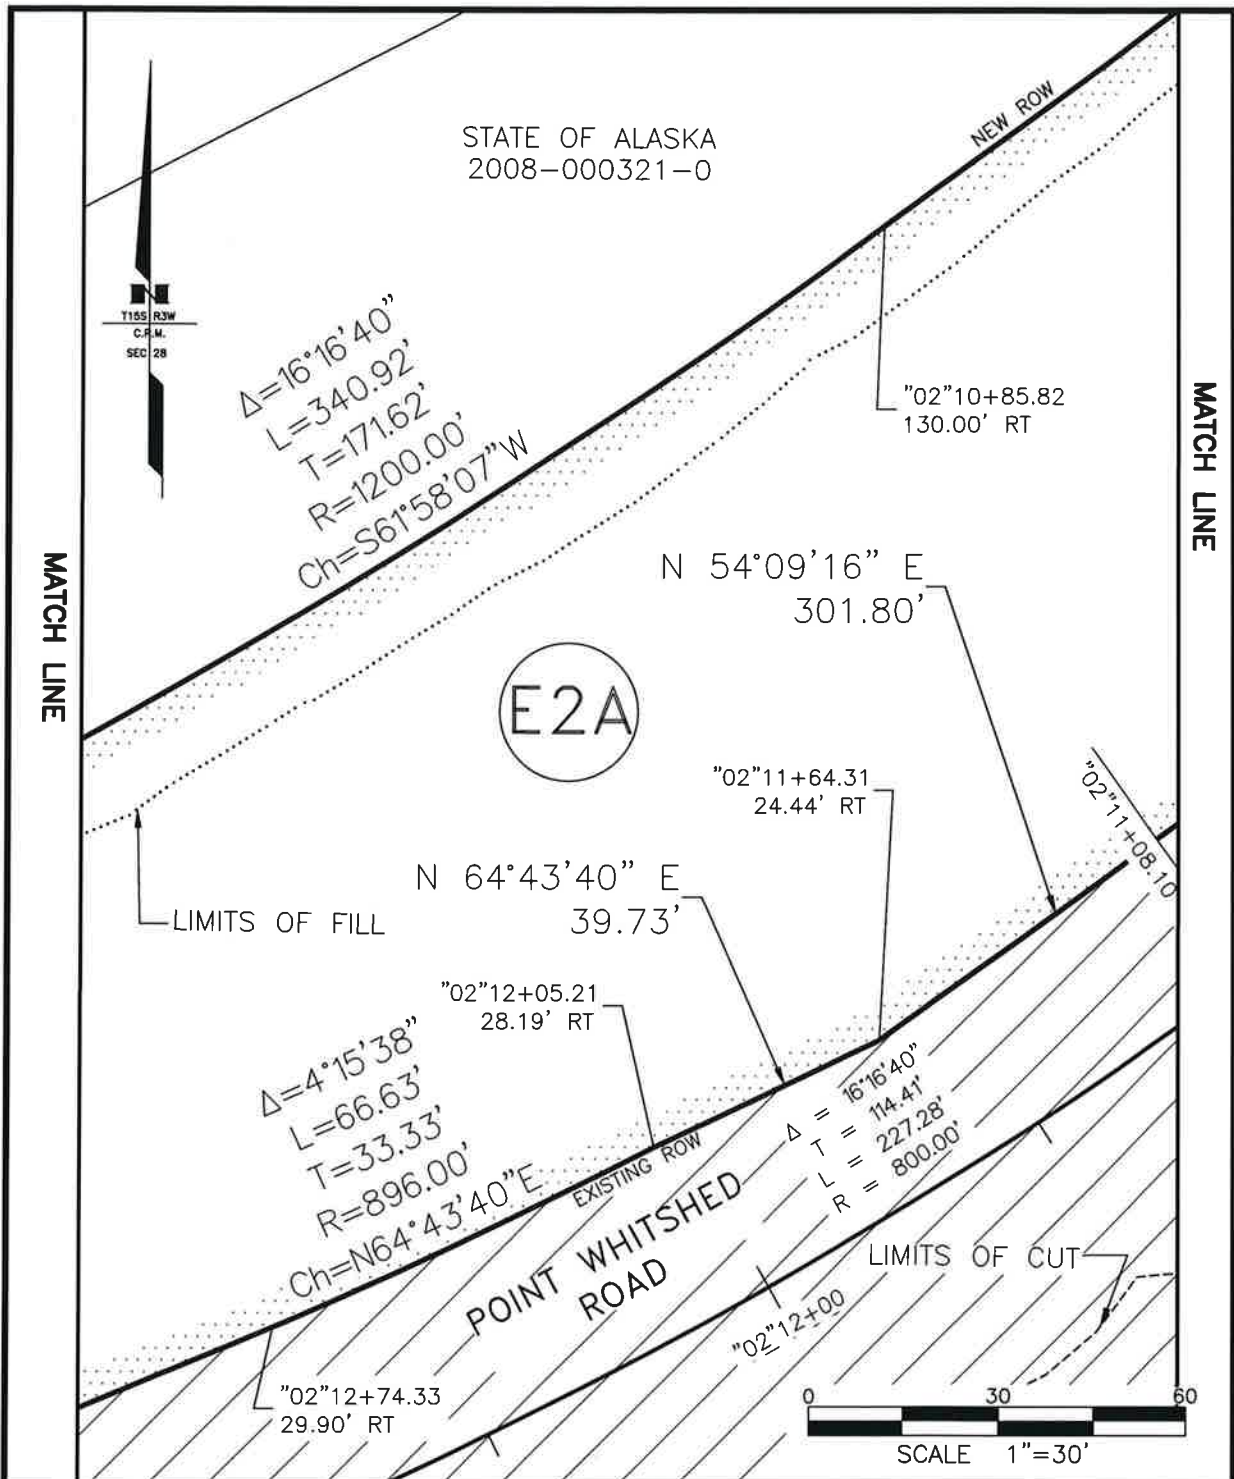 STATE OF ALASKA
2008-000321-0
NEW ROW
N
T15S R3W
C.R.M.
SEC 28
Δ=16°16'40"
L=340.92'
T=171.62'
R=1200.00'
Ch=S61°58'07"W
"02"10+85.82
130.00' RT
MATCH LINE
MATCH LINE
N 54°09'16" E
301.80'
E2A
"02"11+64.31
24.44' RT
"02"11+08.10
N 64°43'40" E
39.73'
LIMITS OF FILL
"02"12+05.21
28.19' RT
Δ=4°15'38"
L=66.63'
T=33.33'
R=896.00'
Ch=N64°43'40"E
EXISTING ROW
Δ = 16°16'40"
T = 114.41'
L = 227.28'
R = 800.00'
POINT WHITSHED
ROAD
LIMITS OF CUT
"02"12+00
"02"12+74.33
29.90' RT
0 30 60
SCALE 1"=30'